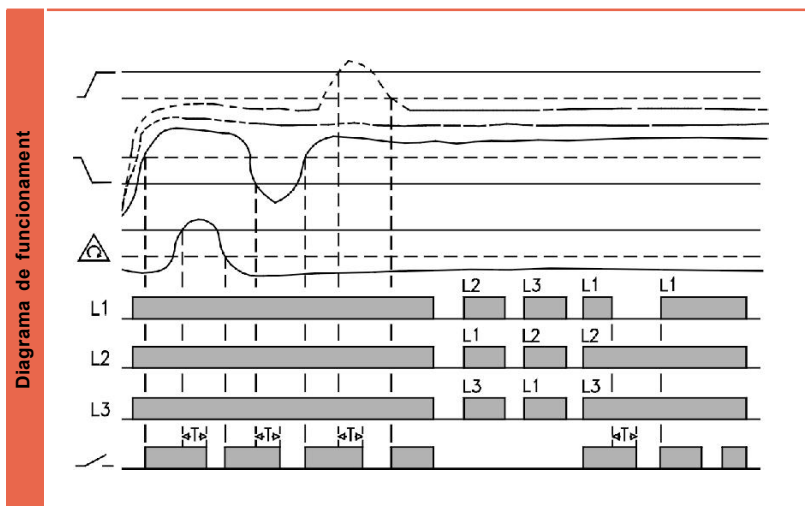 Diagrama de funcionament
L1
L2 L3 L1 L1
L2
L1 L2 L2
L3
L3 L1 L3
T T T T